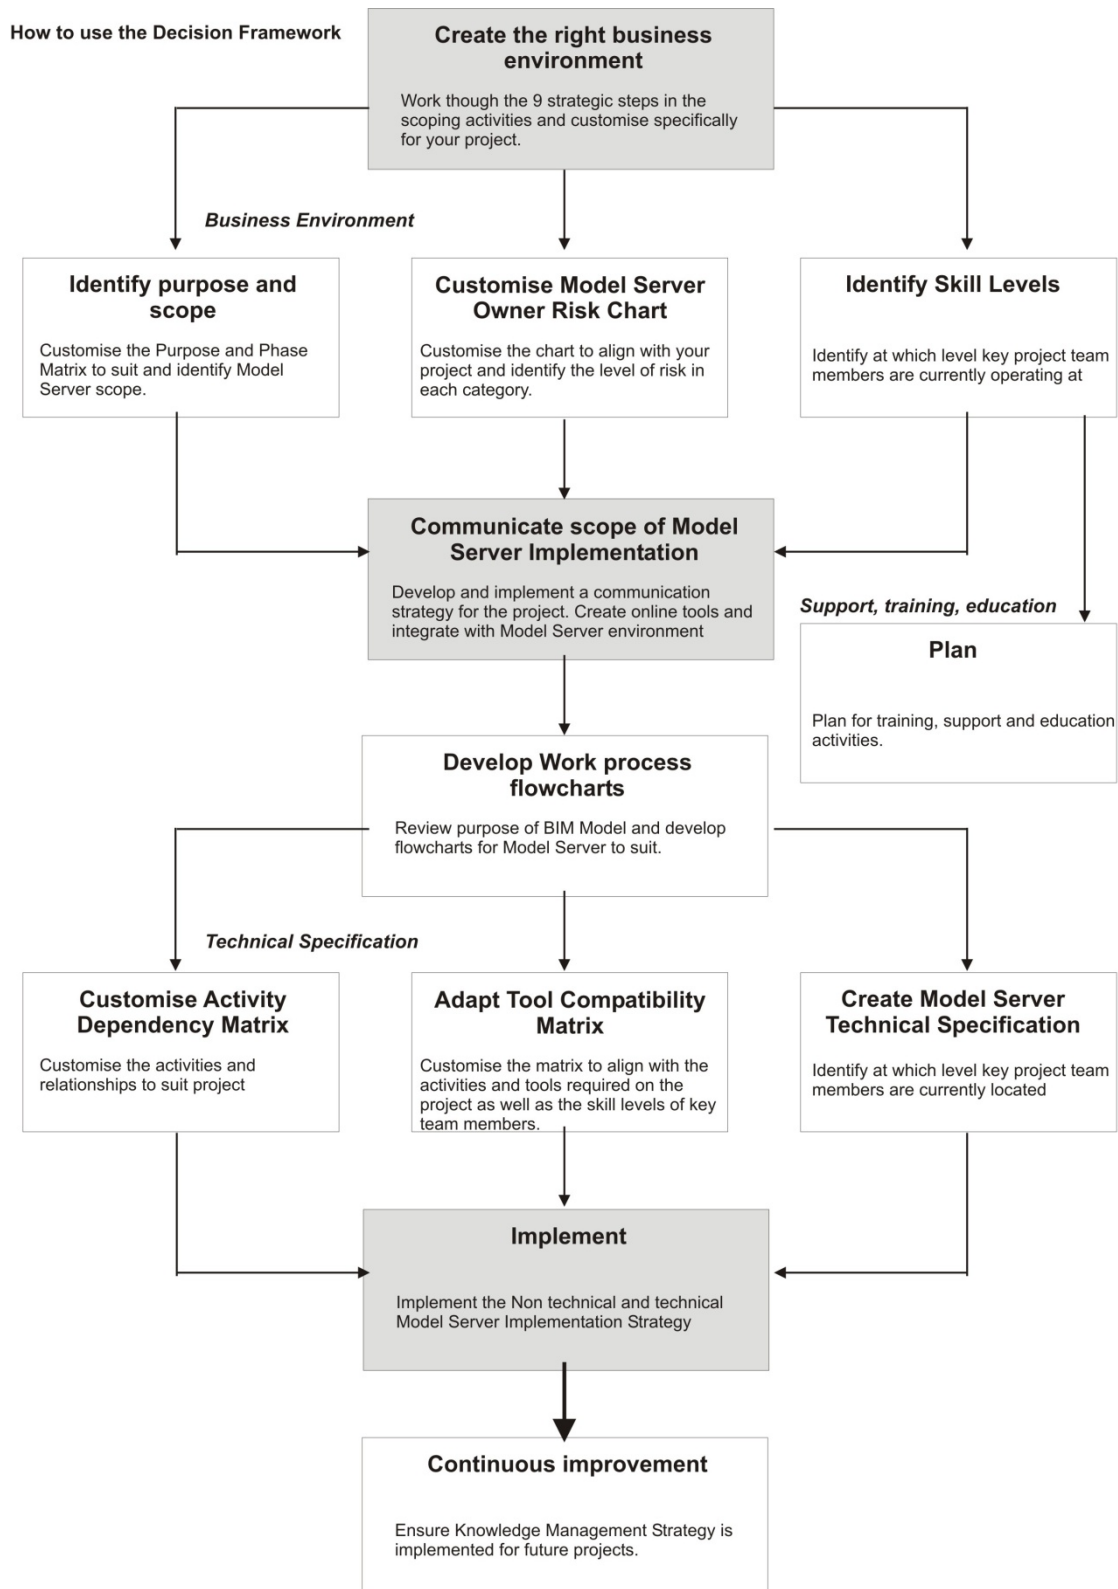 How to use the Decision Framework
Create the right business
environment
Work though the 9 strategic steps in the
scoping activities and customise specifically
for your project.
Business Environment
Identify purpose and
scope
Customise the Purpose and Phase
Matrix to suit and identify Model
Server scope.
Customise Model Server
Owner Risk Chart
Customise the chart to align with your
project and identify the level of risk in
each category.
Identify Skill Levels
Identify at which level key project team
members are currently operating at
Communicate scope of Model
Server Implementation
Develop and implement a communication
strategy for the project. Create online tools and
integrate with Model Server environment
Support, training, education
Plan
Plan for training, support and education
activities.
Develop Work process
flowcharts
Review purpose of BIM Model and develop
flowcharts for Model Server to suit.
Technical Specification
Customise Activity
Dependency Matrix
Customise the activities and
relationships to suit project
Adapt Tool Compatibility
Matrix
Customise the matrix to align with the
activities and tools required on the
project as well as the skill levels of key
team members.
Create Model Server
Technical Specification
Identify at which level key project team
members are currently located
Implement
Implement the Non technical and technical
Model Server Implementation Strategy
Continuous improvement
Ensure Knowledge Management Strategy is
implemented for future projects.